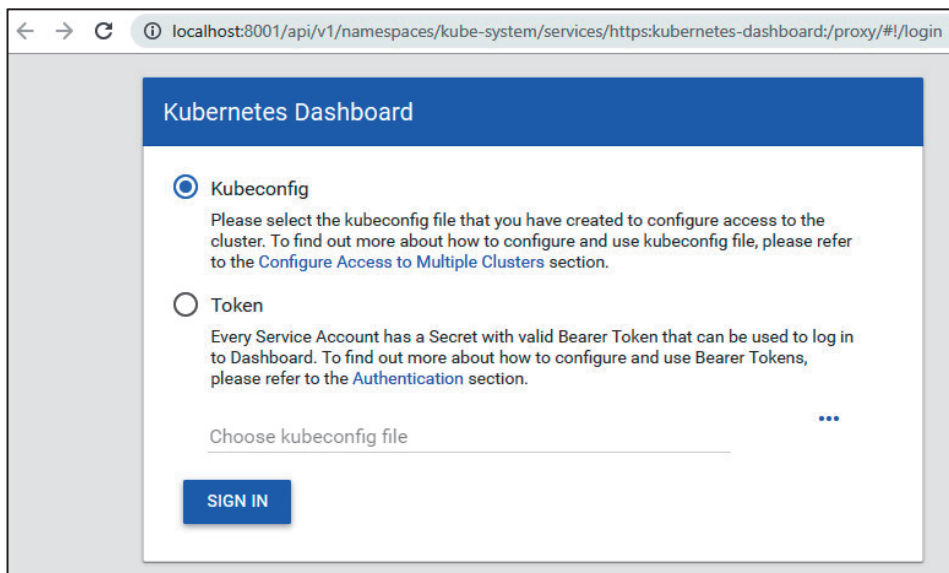 localhost:8001/api/v1/namespaces/kube-system/services/https:kubernetes-dashboard:/proxy/#!/login
Kubernetes Dashboard
Kubeconfig
Please select the kubeconfig file that you have created to configure access to the
cluster. To find out more about how to configure and use kubeconfig file, please refer
to the Configure Access to Multiple Clusters section.
Token
Every Service Account has a Secret with valid Bearer Token that can be used to log in
to Dashboard. To find out more about how to configure and use Bearer Tokens,
please refer to the Authentication section.
Choose kubeconfig file
SIGN IN